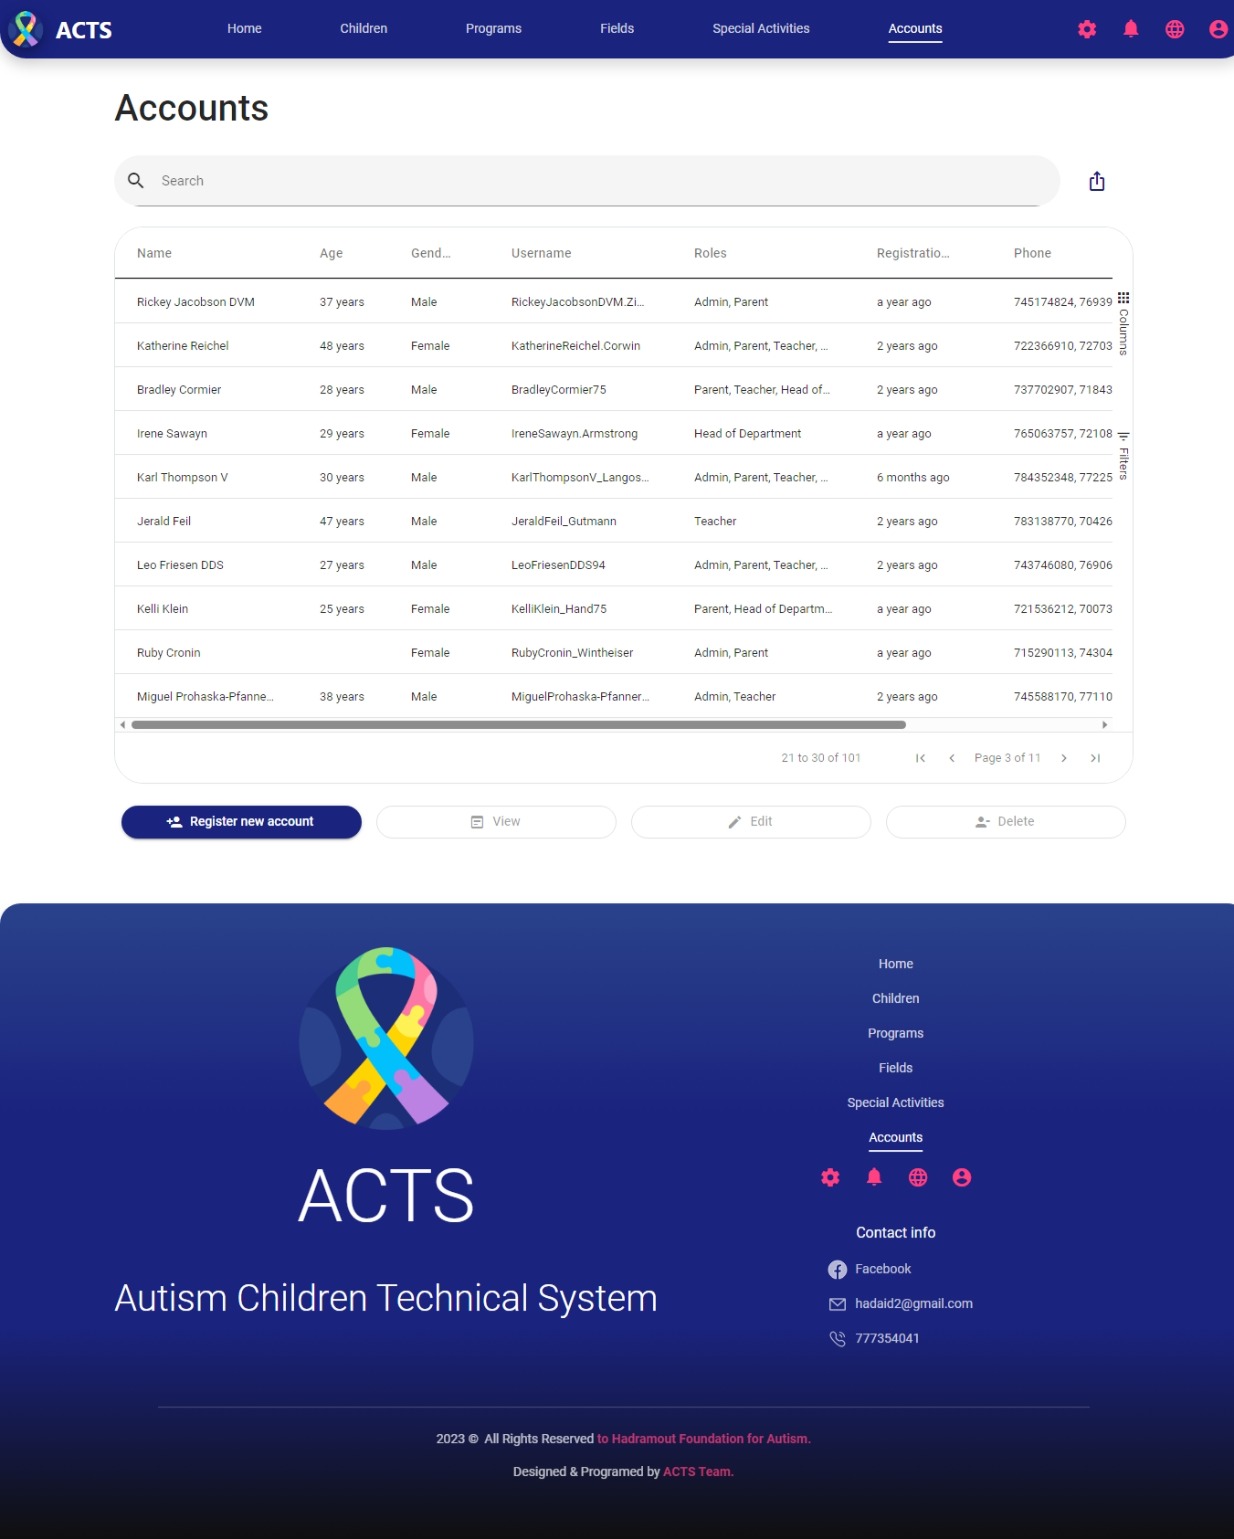 ACTS Home Children Programs Fields Special Activities Accounts
Accounts
Search
Name Age Gend... Username Roles Registratio... Phone
Rickey Jacobson DVM 37 years Male RickeyJacobsonDVM.Zi... Admin, Parent a year ago 745174824, 76939
Columns
Katherine Reichel 48 years Female KatherineReichel.Corwin Admin, Parent, Teacher, ... 2 years ago 722366910, 72703
Bradley Cormier 28 years Male BradleyCormier75 Parent, Teacher, Head of... 2 years ago 737702907, 71843
Irene Sawayn 29 years Female IreneSawayn.Armstrong Head of Department a year ago 765063757, 72108
Filters
Karl Thompson V 30 years Male KarlThompsonV_Langos... Admin, Parent, Teacher, ... 6 months ago 784352348, 77225
Jerald Feil 47 years Male JeraldFeil_Gutmann Teacher 2 years ago 783138770, 70426
Leo Friesen DDS 27 years Male LeoFriesenDDS94 Admin, Parent, Teacher, ... 2 years ago 743746080, 76906
Kelli Klein 25 years Female KelliKlein_Hand75 Parent, Head of Departm... a year ago 721536212, 70073
Ruby Cronin Female RubyCronin_Wintheiser Admin, Parent a year ago 715290113, 74304
Miguel Prohaska-Pfanne... 38 years Male MiguelProhaska-Pfanner... Admin, Teacher 2 years ago 745588170, 77110
21 to 30 of 101 Page 3 of 11
Register new account View Edit Delete
Home
Children
Programs
Fields
Special Activities
Accounts
ACTS
Autism Children Technical System
Contact info
Facebook
hadaid2@gmail.com
777354041
2023 © All Rights Reserved to Hadramout Foundation for Autism.
Designed & Programed by ACTS Team.